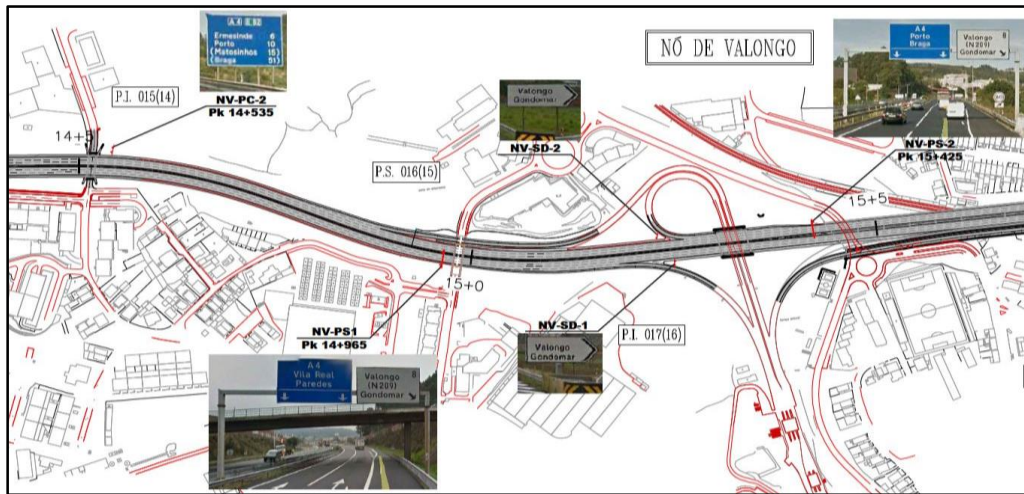 A4 E82
Ermesinde 6
Porto 10
(Matosinhos 15)
(Braga 51)
NÓ DE VALONGO
A4
Porto
Braga
8
Valongo
(N209)
Gondomar
P.I. 015(14)
NV-PC-2
Pk 14+535
14+5
Valongo
Gondomar
NV-SD-2
NV-PS-2
Pk 15+425
P.S. 016(15)
15+5
15+0
NV-PS1
Pk 14+965
NV-SD-1
P.I. 017(16)
Valongo
Gondomar
A4
Vila Real
Paredes
8
Valongo
(N209)
Gondomar